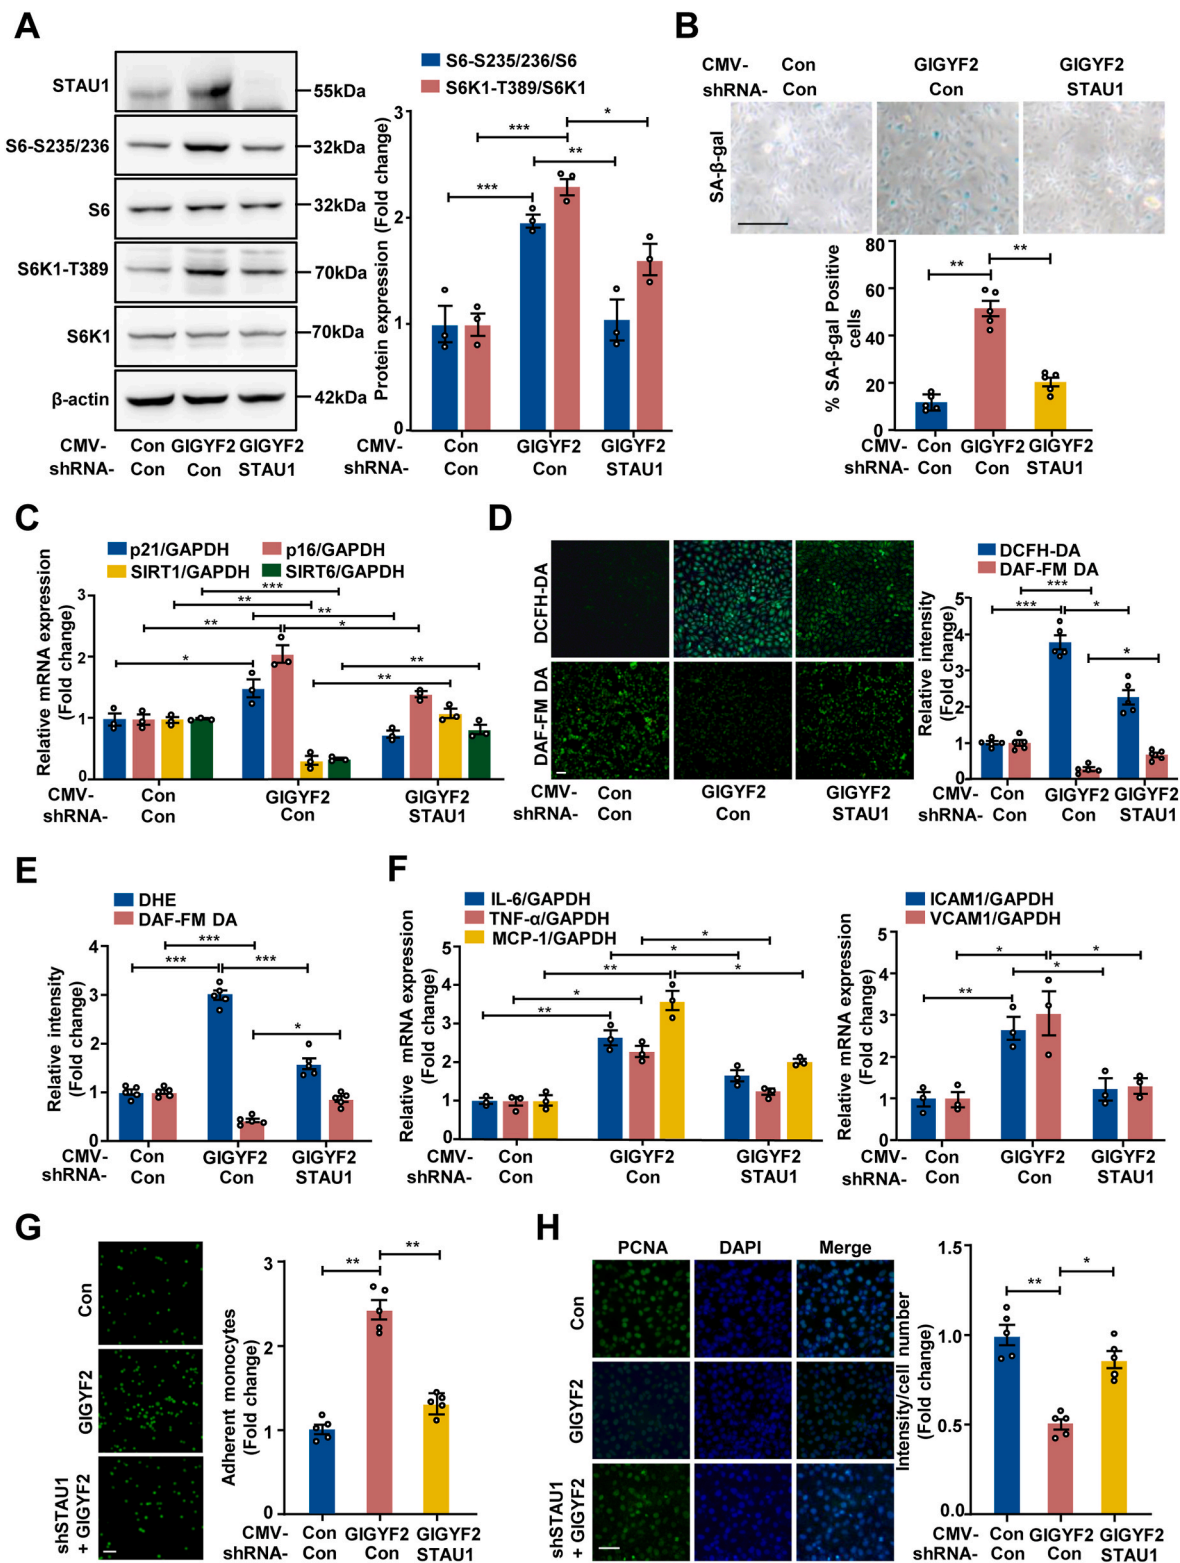 A
STAU1
55kDa
S6-S235/236
32kDa
S6
32kDa
S6K1-T389
70kDa
S6K1
70kDa
β-actin
42kDa
CMV- Con GIGYF2 GIGYF2
shRNA- Con Con STAU1
S6-S235/236/S6
S6K1-T389/S6K1
Protein expression (Fold change)
3
2
1
0
***
***
**
*
CMV- Con GIGYF2 GIGYF2
shRNA- Con Con STAU1
B
CMV- Con GIGYF2 GIGYF2
shRNA- Con Con STAU1
SA-β-gal
% SA-β-gal Positive
cells
80
60
40
20
0
**
**
CMV- Con GIGYF2 GIGYF2
shRNA- Con Con STAU1
C
p21/GAPDH p16/GAPDH
SIRT1/GAPDH SIRT6/GAPDH
Relative mRNA expression
(Fold change)
3
2
1
0
***
**
**
**
*
*
**
**
CMV- Con GIGYF2 GIGYF2
shRNA- Con Con STAU1
D
DCFH-DA
DAF-FM DA
CMV- Con GIGYF2 GIGYF2
shRNA- Con Con STAU1
DCFH-DA
DAF-FM DA
Relative intensity
(Fold change)
5
4
3
2
1
0
***
***
*
*
CMV- Con GIGYF2 GIGYF2
shRNA- Con Con STAU1
E
DHE
DAF-FM DA
Relative intensity
(Fold change)
4
3
2
1
0
***
***
***
*
CMV- Con GIGYF2 GIGYF2
shRNA- Con Con STAU1
F
IL-6/GAPDH
TNF-α/GAPDH
MCP-1/GAPDH
Relative mRNA expression
(Fold change)
5
4
3
2
1
0
*
*
**
*
*
**
CMV- Con GIGYF2 GIGYF2
shRNA- Con Con STAU1
ICAM1/GAPDH
VCAM1/GAPDH
Relative mRNA expression
(Fold change)
5
4
3
2
1
0
*
*
*
**
CMV- Con GIGYF2 GIGYF2
shRNA- Con Con STAU1
G
Con
GIGYF2
shSTAU1
+ GIGYF2
Adherent monocytes
(Fold change)
3
2
1
0
**
**
CMV- Con GIGYF2 GIGYF2
shRNA- Con Con STAU1
H
PCNA DAPI Merge
Con
GIGYF2
shSTAU1
+ GIGYF2
Intensity/cell number
(Fold change)
1.5
1.0
0.5
0.0
**
*
CMV- Con GIGYF2 GIGYF2
shRNA- Con Con STAU1